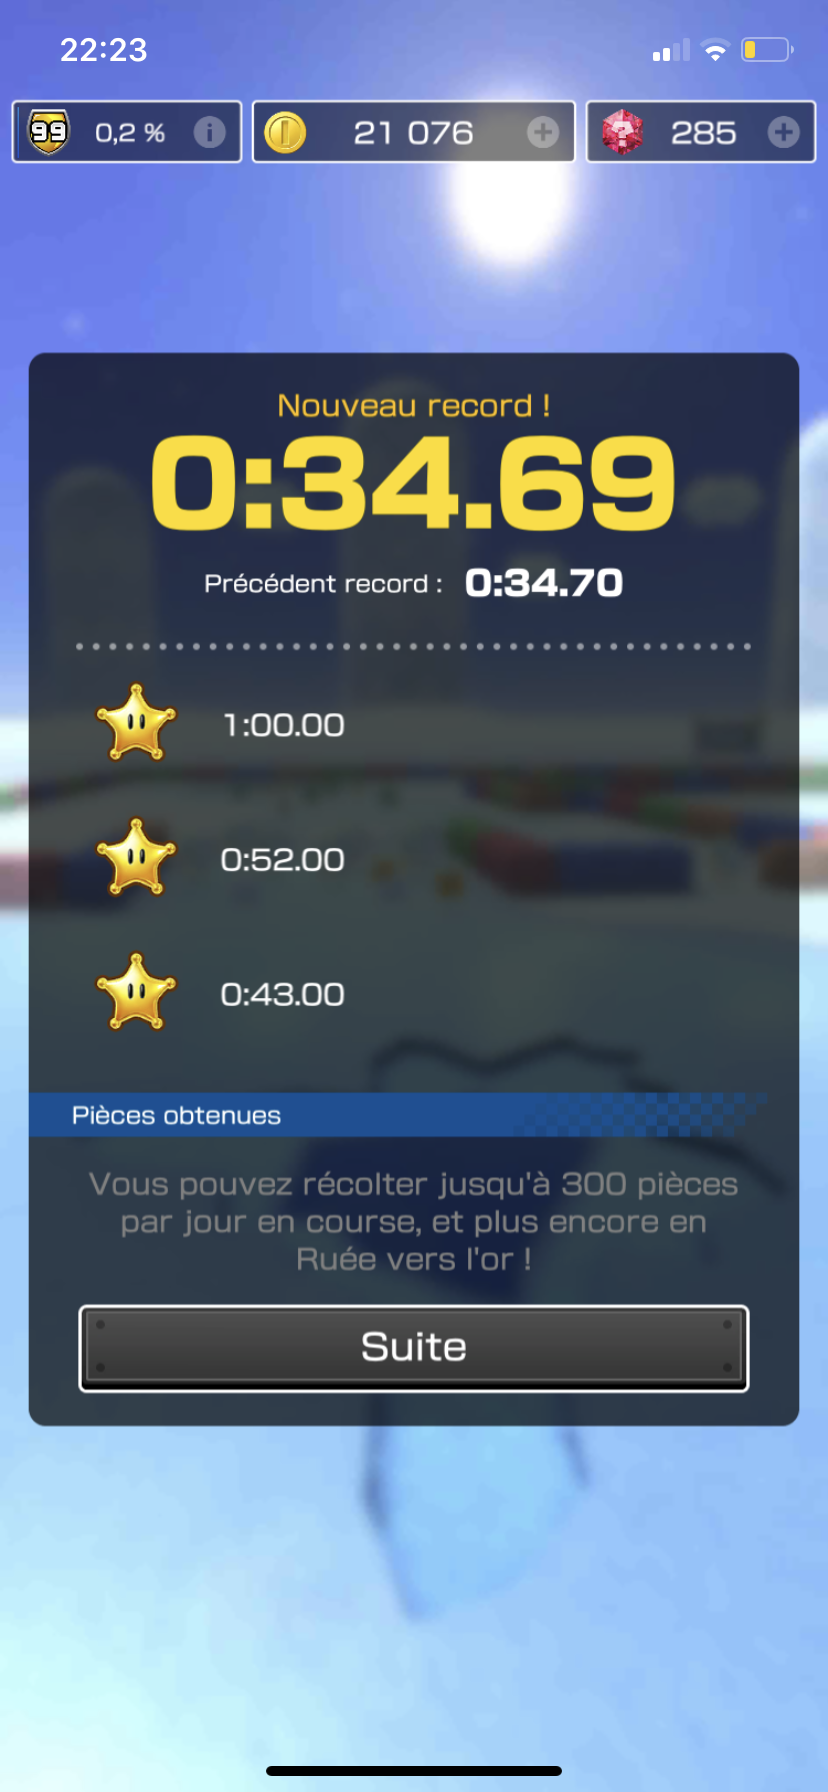 22:23
99 0,2 % i 21 076 + ? 285 +
Nouveau record !
0:34.69
Précédent record : 0:34.70
1:00.00
0:52.00
0:43.00
Pièces obtenues
Vous pouvez récolter jusqu'à 300 pièces
par jour en course, et plus encore en
Ruée vers l'or !
Suite